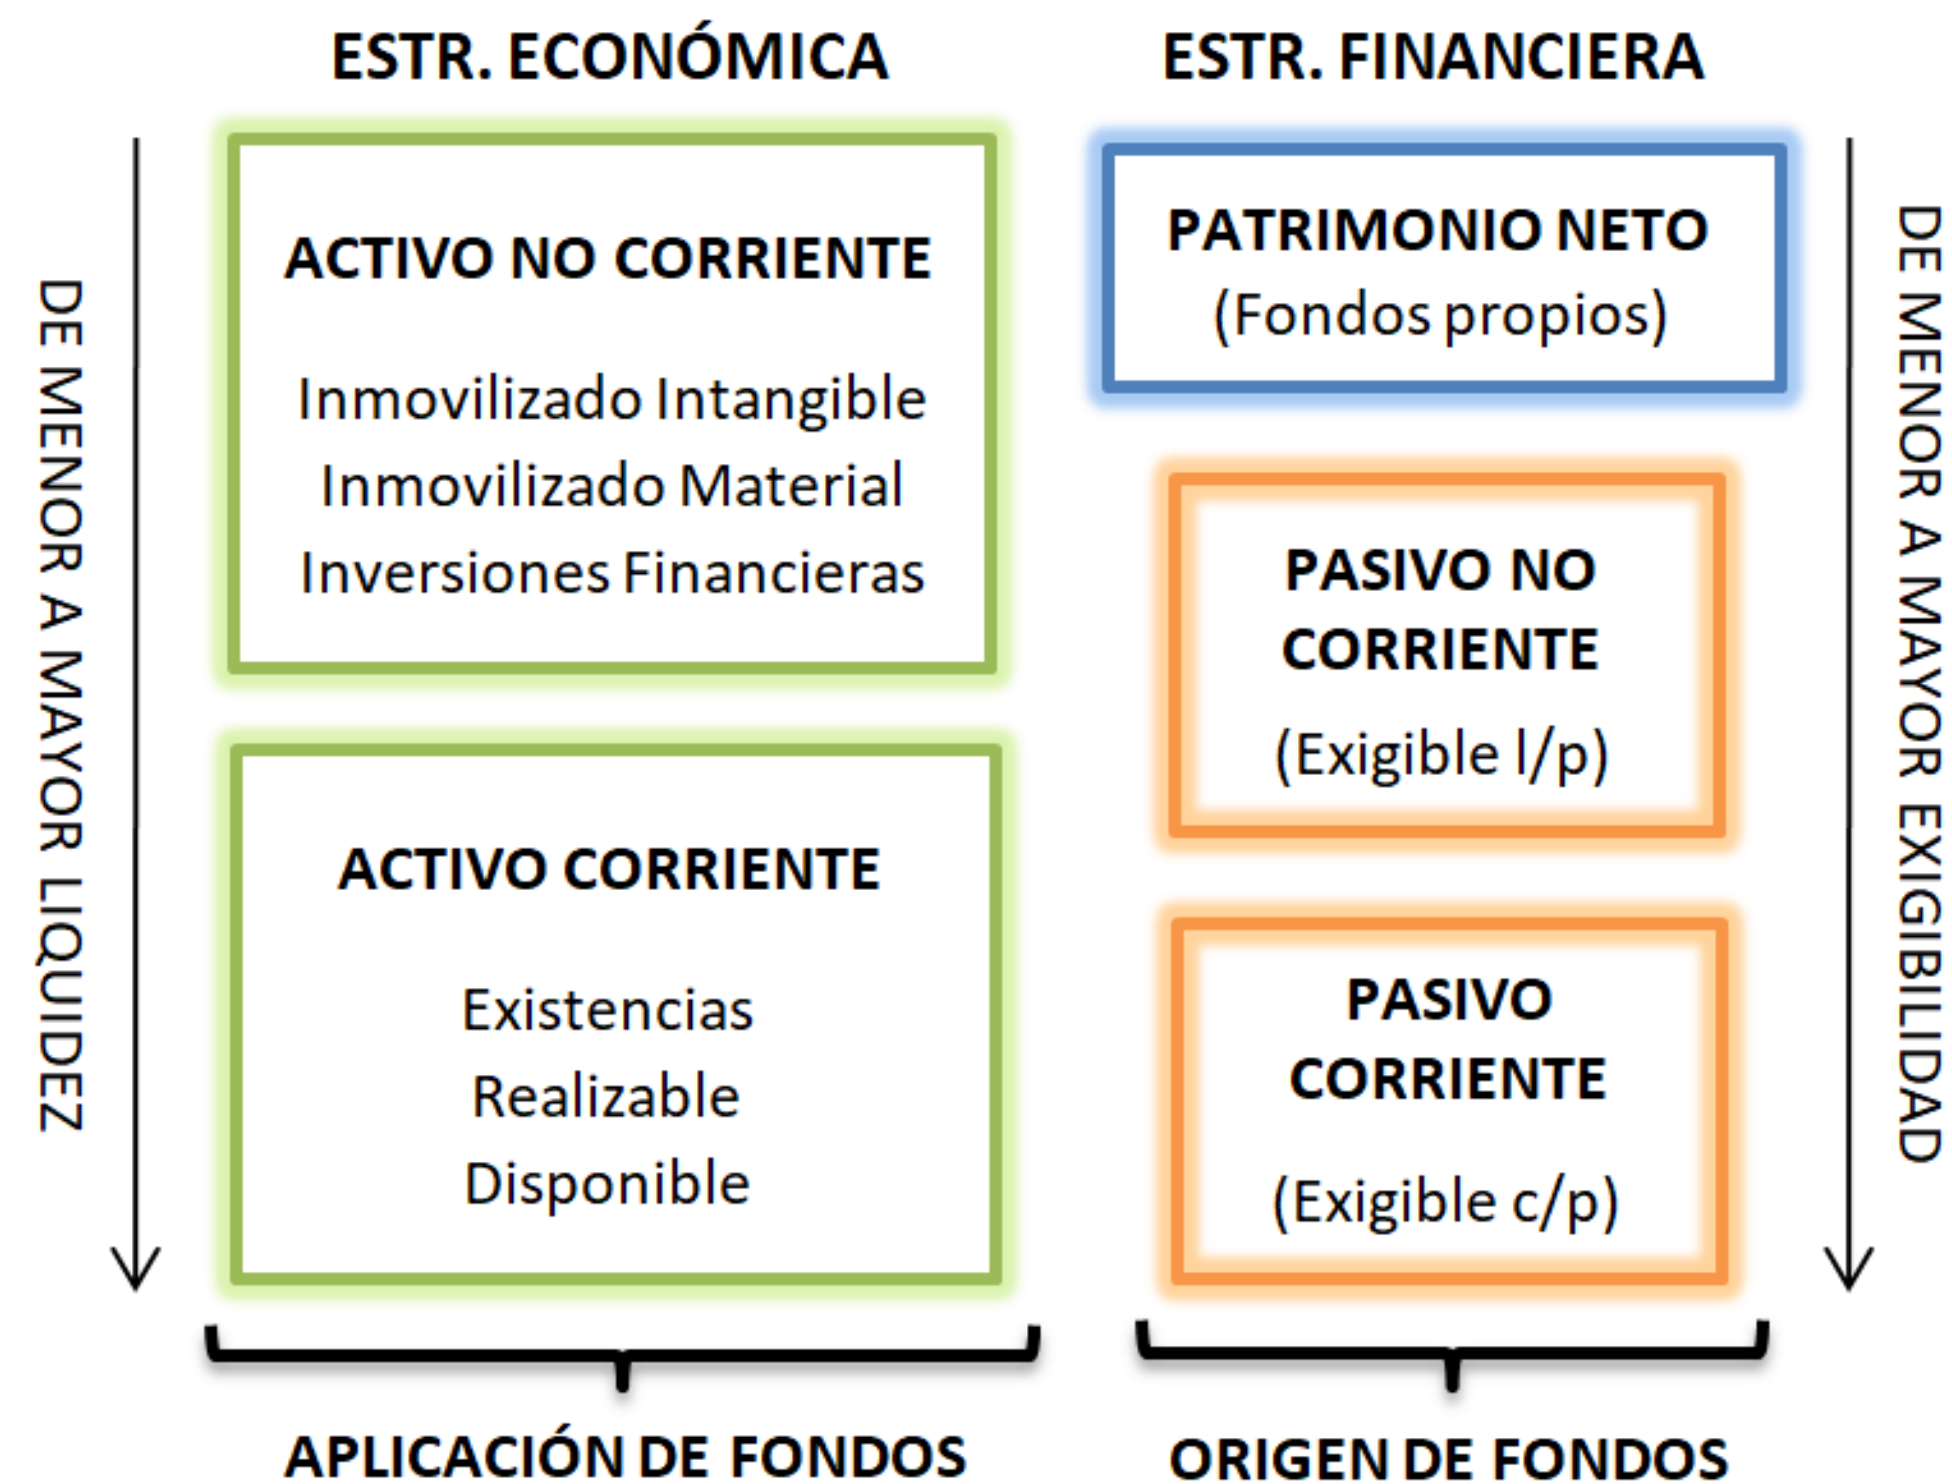 ESTR. ECONÓMICA
ESTR. FINANCIERA
DE MENOR A MAYOR LIQUIDEZ
ACTIVO NO CORRIENTE
Inmovilizado Intangible
Inmovilizado Material
Inversiones Financieras
ACTIVO CORRIENTE
Existencias
Realizable
Disponible
APLICACIÓN DE FONDOS
PATRIMONIO NETO
(Fondos propios)
PASIVO NO
CORRIENTE
(Exigible l/p)
PASIVO
CORRIENTE
(Exigible c/p)
ORIGEN DE FONDOS
DE MENOR A MAYOR EXIGIBILIDAD